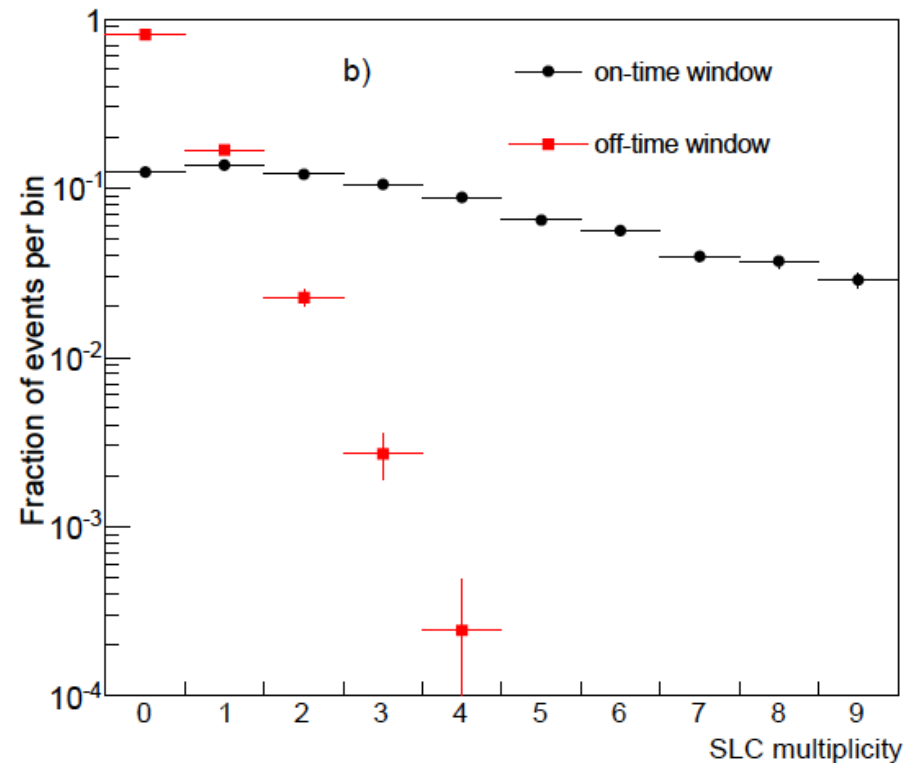 b)
on-time window
off-time window
Fraction of events per bin
1
10-1
10-2
10-3
10-4
0 1 2 3 4 5 6 7 8 9
SLC multiplicity